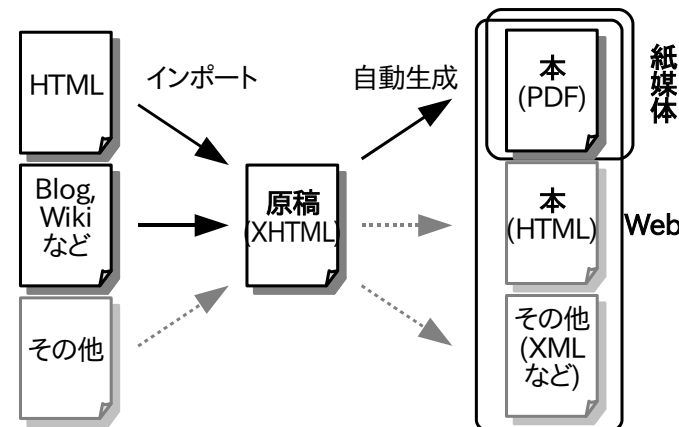 HTML
インポート
自動生成
本
(PDF)
紙媒体
Blog,
Wiki
など
原稿
(XHTML)
本
(HTML)
Web
その他
その他
(XML
など)